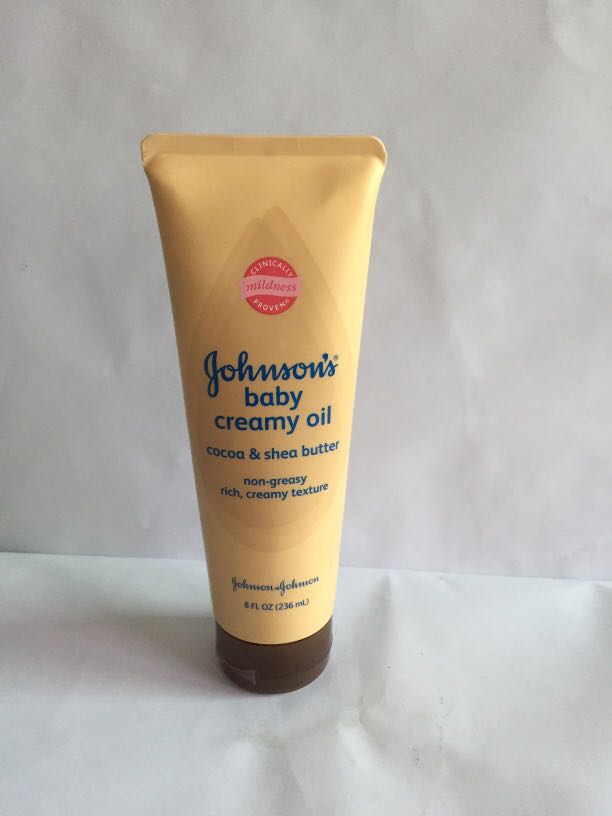 CLINICALLY
mildness
PROVEN®
Johnson's®
baby
creamy oil
cocoa & shea butter
non-greasy
rich, creamy texture
Johnson & Johnson
8 FL OZ (236 mL)